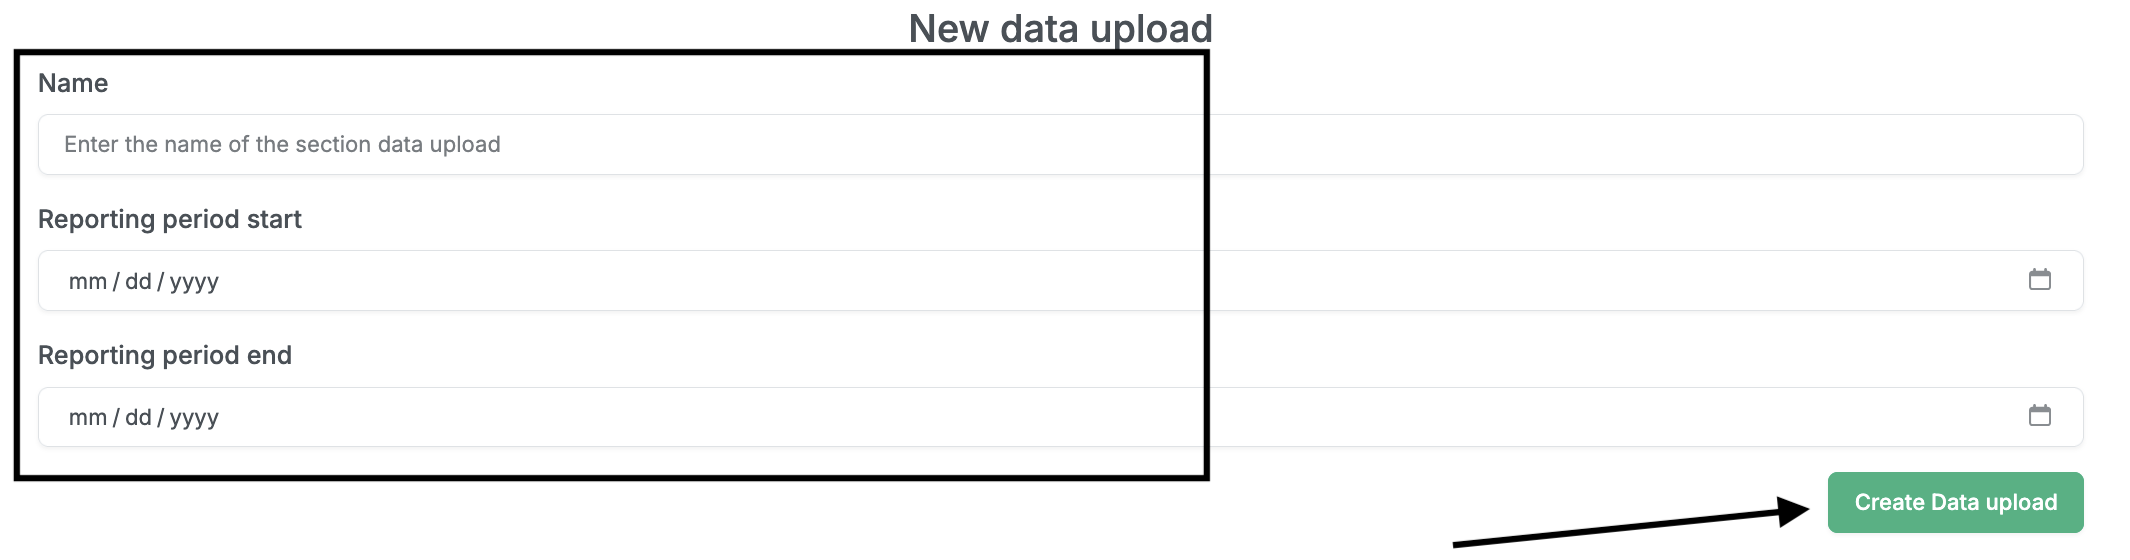 New data upload
Name
Enter the name of the section data upload
Reporting period start
mm / dd / yyyy
Reporting period end
mm / dd / yyyy
Create Data upload